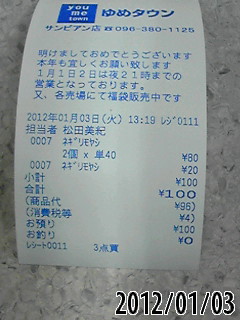 you me town
ゆめタウン
サンピアン店 ☎096-380-1125
明けましておめでとうございます
本年も宜しくお願い致します
1月1日2日は夜21時までの
営業となっております。
又、各売場にて福袋販売中です
2012年01月03日(火) 13:19 レジ0111
担当者 松田美紀
0007 ネギリモヤシ
2個 x 単40 ¥80
0007 ネギリモヤシ ¥20
小計 ¥100
合計 ¥100
(商品代 ¥96)
(消費税等 ¥4)
お預り ¥100
お釣り ¥0
レシート0011 3点買
2012/01/03